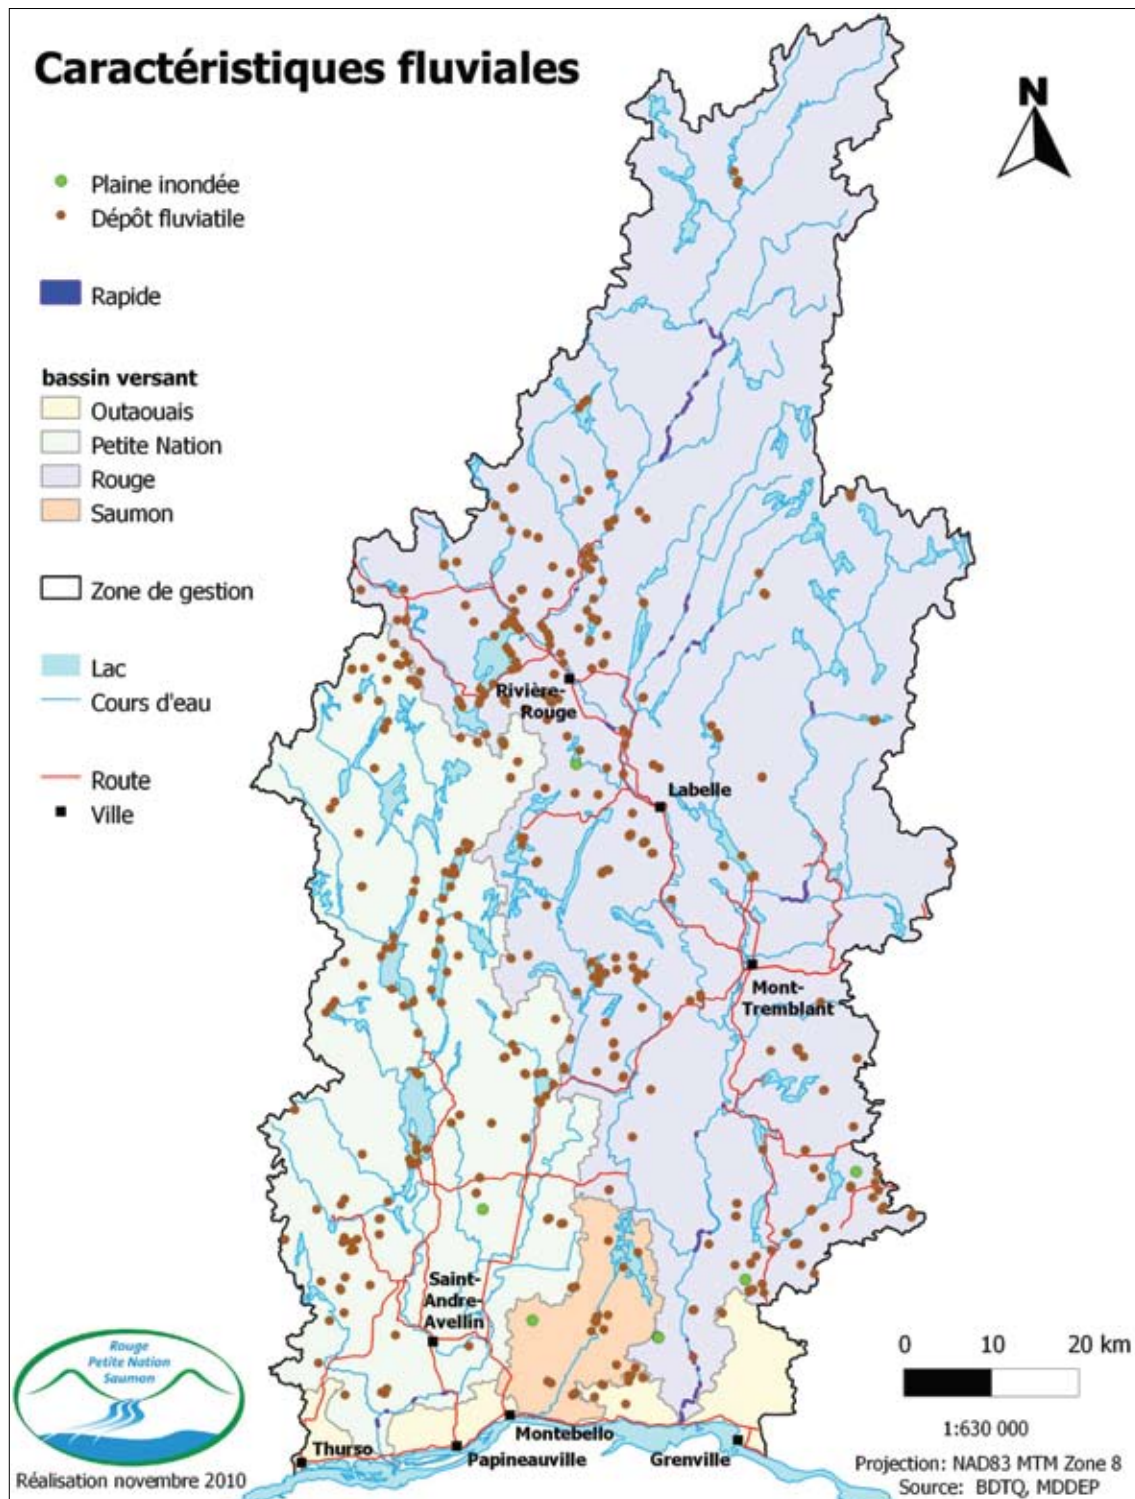 Caractéristiques fluviales
N
Plaine inondée
Dépôt fluviatile
Rapide
bassin versant
Outaouais
Petite Nation
Rouge
Saumon
Zone de gestion
Lac
Cours d'eau
Route
Ville
Rivière-
Rouge
Labelle
Mont-
Tremblant
Saint-
Andre-
Avellin
Thurso
Papineauville
Montebello
Grenville
Rouge
Petite Nation
Saumon
Réalisation novembre 2010
0 10 20 km
1:630 000
Projection: NAD83 MTM Zone 8
Source: BDTQ, MDDEP